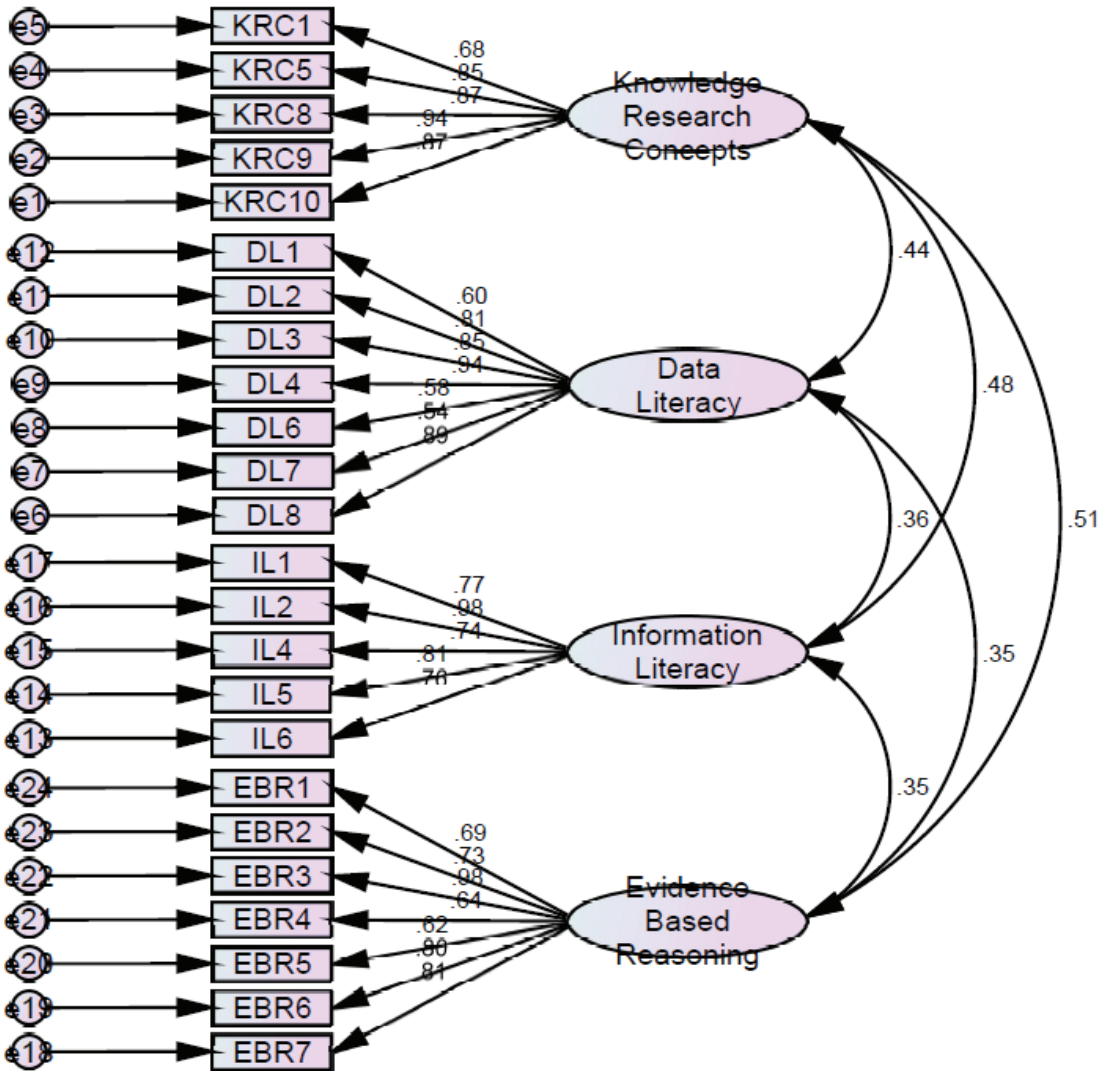 e5
KRC1
e4
KRC5
e3
KRC8
e2
KRC9
e1
KRC10
.68
.85
.87
.94
.87
Knowledge
Research
Concepts
e12
DL1
e11
DL2
e10
DL3
e9
DL4
e8
DL6
e7
DL7
e6
DL8
.60
.81
.85
.94
.58
.54
.89
Data
Literacy
e17
IL1
e16
IL2
e15
IL4
e14
IL5
e13
IL6
.77
.98
.74
.81
.76
Information
Literacy
e24
EBR1
e23
EBR2
e22
EBR3
e21
EBR4
e20
EBR5
e19
EBR6
e18
EBR7
.69
.73
.98
.64
.62
.80
.81
Evidence
Based
Reasoning
.44
.48
.36
.51
.35
.35